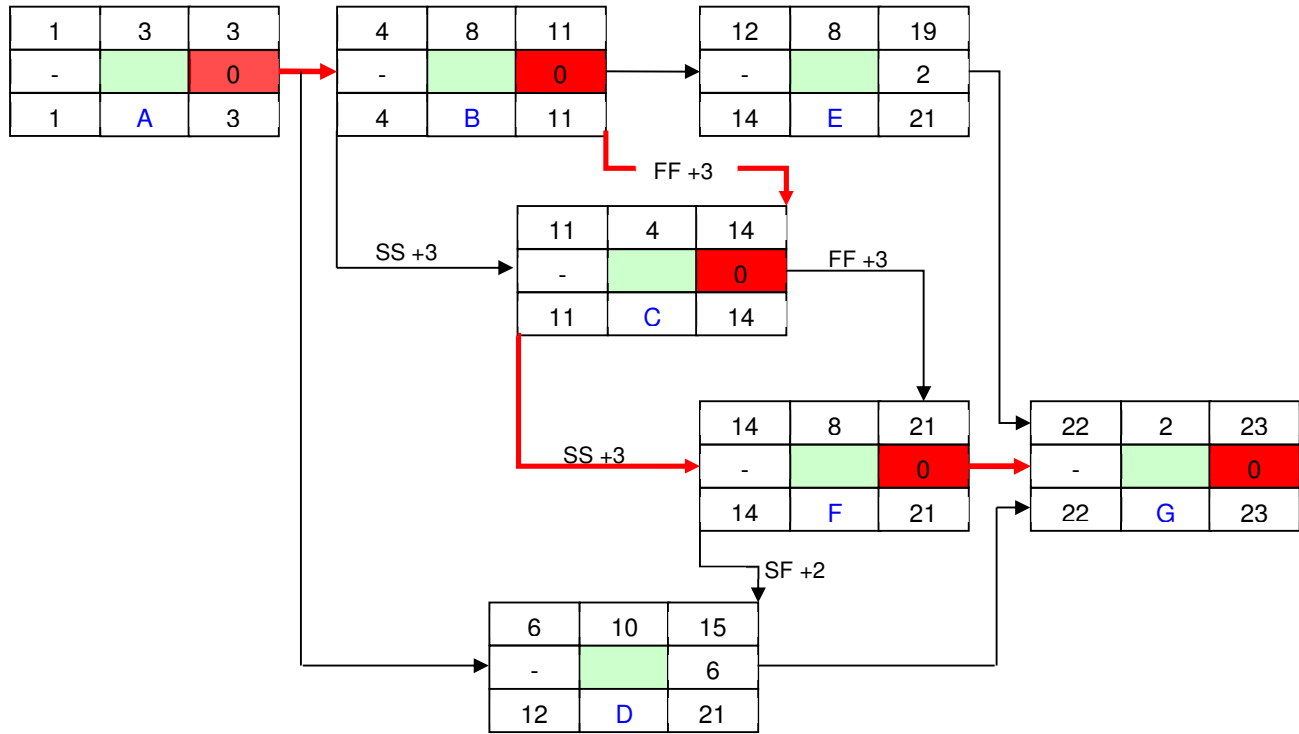 1 3 3
- 0
1 A 3
4 8 11
- 0
4 B 11
12 8 19
- 2
14 E 21
FF +3
SS +3
11 4 14
- 0
11 C 14
FF +3
SS +3
14 8 21
- 0
14 F 21
22 2 23
- 0
22 G 23
SF +2
6 10 15
- 6
12 D 21